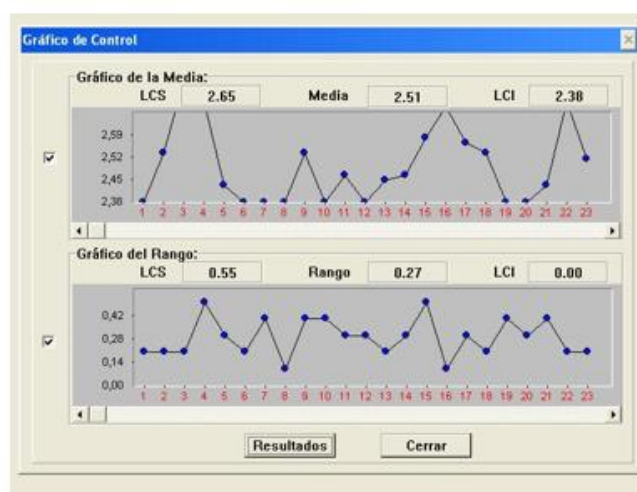 Gráfico de Control
Gráfico de la Media:
LCS 2.65 Media 2.51 LCI 2.38
2,59
2,52
2,45
2,38
1 2 3 4 5 6 7 8 9 10 11 12 13 14 15 16 17 18 19 20 21 22 23
Gráfico del Rango:
LCS 0.55 Rango 0.27 LCI 0.00
0,42
0,28
0,14
0,00
1 2 3 4 5 6 7 8 9 10 11 12 13 14 15 16 17 18 19 20 21 22 23
Resultados Cerrar